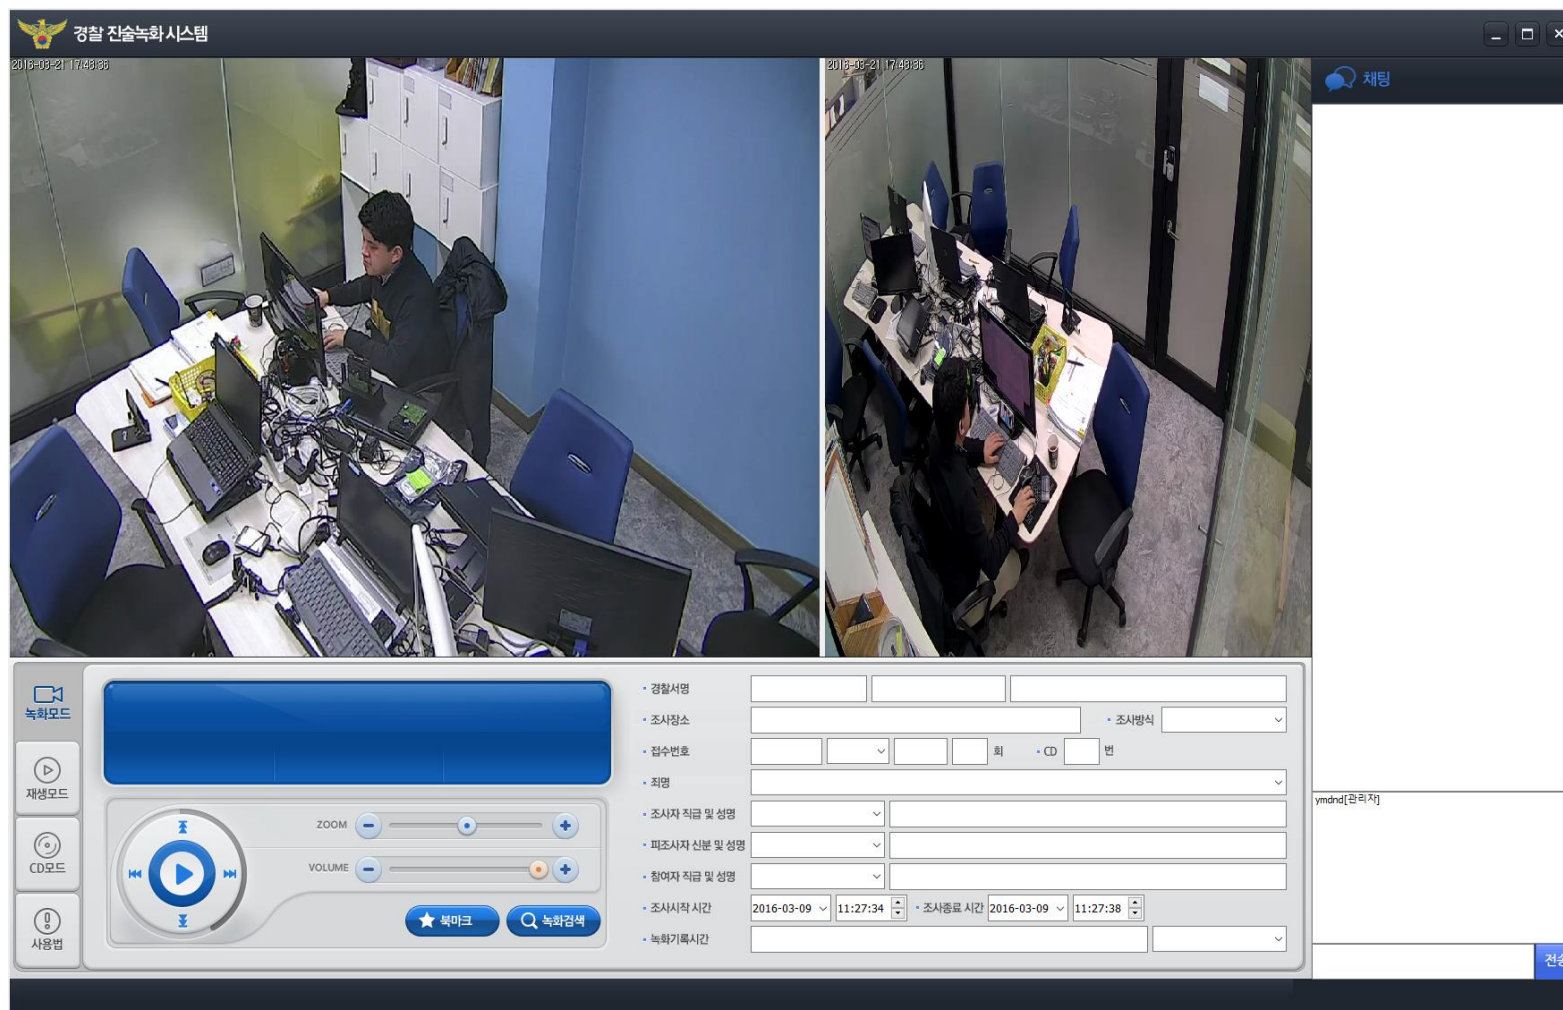 경찰 진술녹화 시스템
2016-03-21 17:48:36
2016-03-21 17:48:36
채팅
녹화모드
재생모드
CD모드
사용법
ZOOM
VOLUME
북마크
녹화검색
경찰서명
조사장소
조사방식
접수번호
회
CD
번
죄명
조사자 직급 및 성명
피조사자 신분 및 성명
참여자 직급 및 성명
조사시작 시간 2016-03-09 11:27:34 조사종료 시간 2016-03-09 11:27:38
녹화기록시간
ymdnd[관리자]
전송